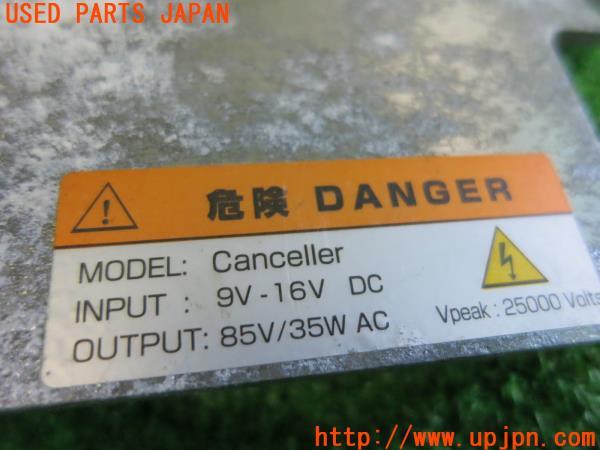 USED PARTS JAPAN
危険 DANGER
MODEL: Canceller
INPUT : 9V-16V DC
OUTPUT: 85V/35W AC
Vpeak : 25000 Volts
http://www.upjpn.com